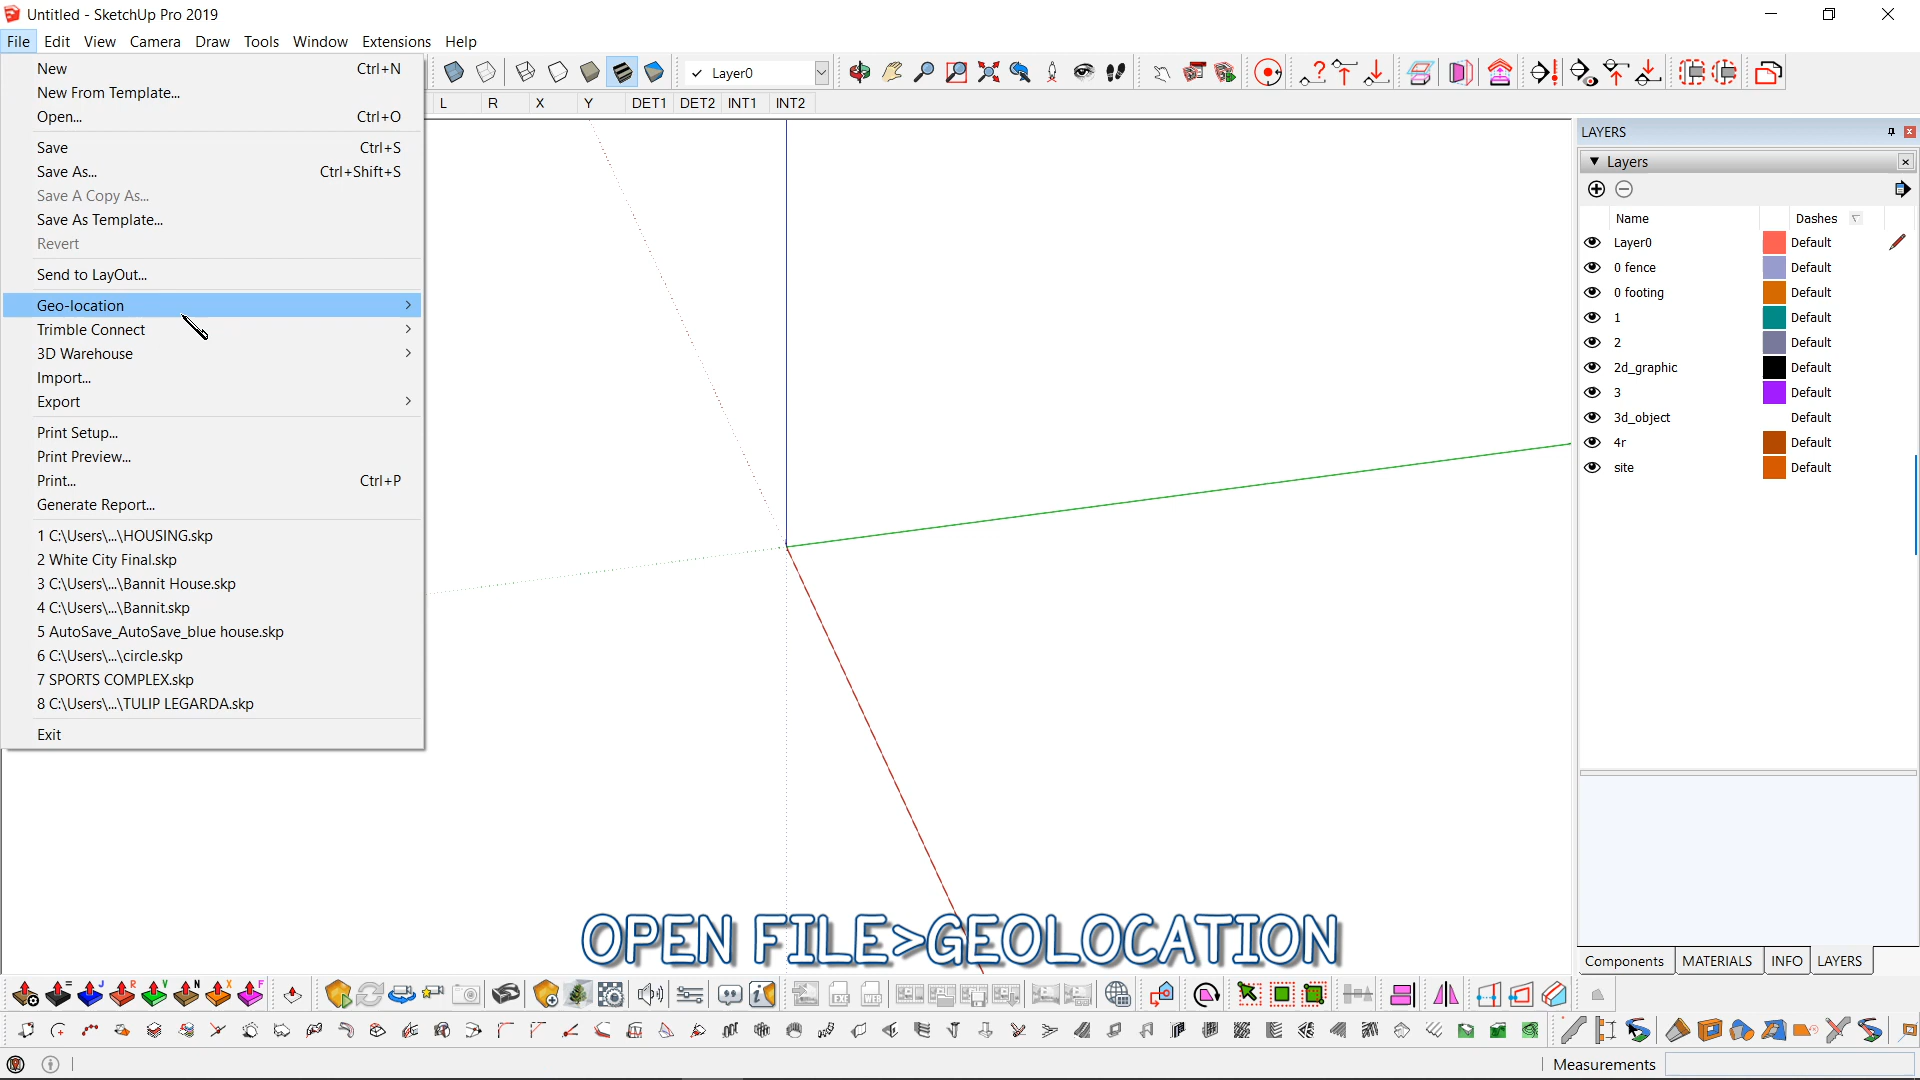 Untitled - SketchUp Pro 2019
File Edit View Camera Draw Tools Window Extensions Help
New Ctrl+N
New From Template...
Open... Ctrl+O
Save Ctrl+S
Save As... Ctrl+Shift+S
Save A Copy As...
Save As Template...
Revert
Send to LayOut...
Geo-location
Trimble Connect
3D Warehouse
Import...
Export
Print Setup...
Print Preview...
Print... Ctrl+P
Generate Report...
1 C:\Users\...\HOUSING.skp
2 White City Final.skp
3 C:\Users\...\Bannit House.skp
4 C:\Users\...\Bannit.skp
5 AutoSave_AutoSave_blue house.skp
6 C:\Users\...\circle.skp
7 SPORTS COMPLEX.skp
8 C:\Users\...\TULIP LEGARDA.skp
Exit
✓ Layer0
L R X Y DET1 DET2 INT1 INT2
LAYERS
Layers
Name Dashes
Layer0 Default
0 fence Default
0 footing Default
1 Default
2 Default
2d_graphic Default
3 Default
3d_object Default
4r Default
site Default
OPEN FILE>GEOLOCATION
Components MATERIALS INFO LAYERS
Measurements